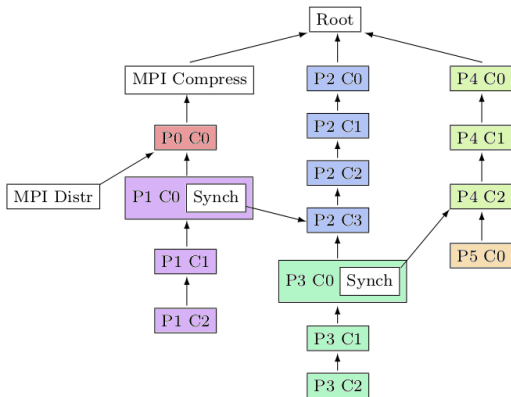 Root
MPI Compress
P2 C0
P4 C0
P2 C1
P0 C0
P4 C1
P2 C2
MPI Distr
P1 C0 Synch
P4 C2
P2 C3
P1 C1
P5 C0
P3 C0 Synch
P1 C2
P3 C1
P3 C2